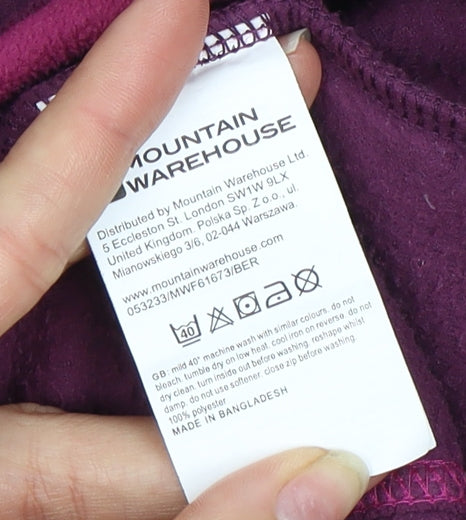 MOUNTAIN
WAREHOUSE
Distributed by Mountain Warehouse Ltd.
5 Eccleston St. London SW1W 9LX
United Kingdom. Polska Sp. Z o.o., ul.
Mianowskiego 3/6, 02-044 Warszawa.
www.mountainwarehouse.com
053233/MWF61673/BER
40
GB: mild 40° machine wash with similar colours. do not
bleach. tumble dry on low heat. cool iron on reverse. do not
dry clean. turn inside out before washing. reshape whilst
damp. do not use softener. close zip before washing.
100% polyester
MADE IN BANGLADESH